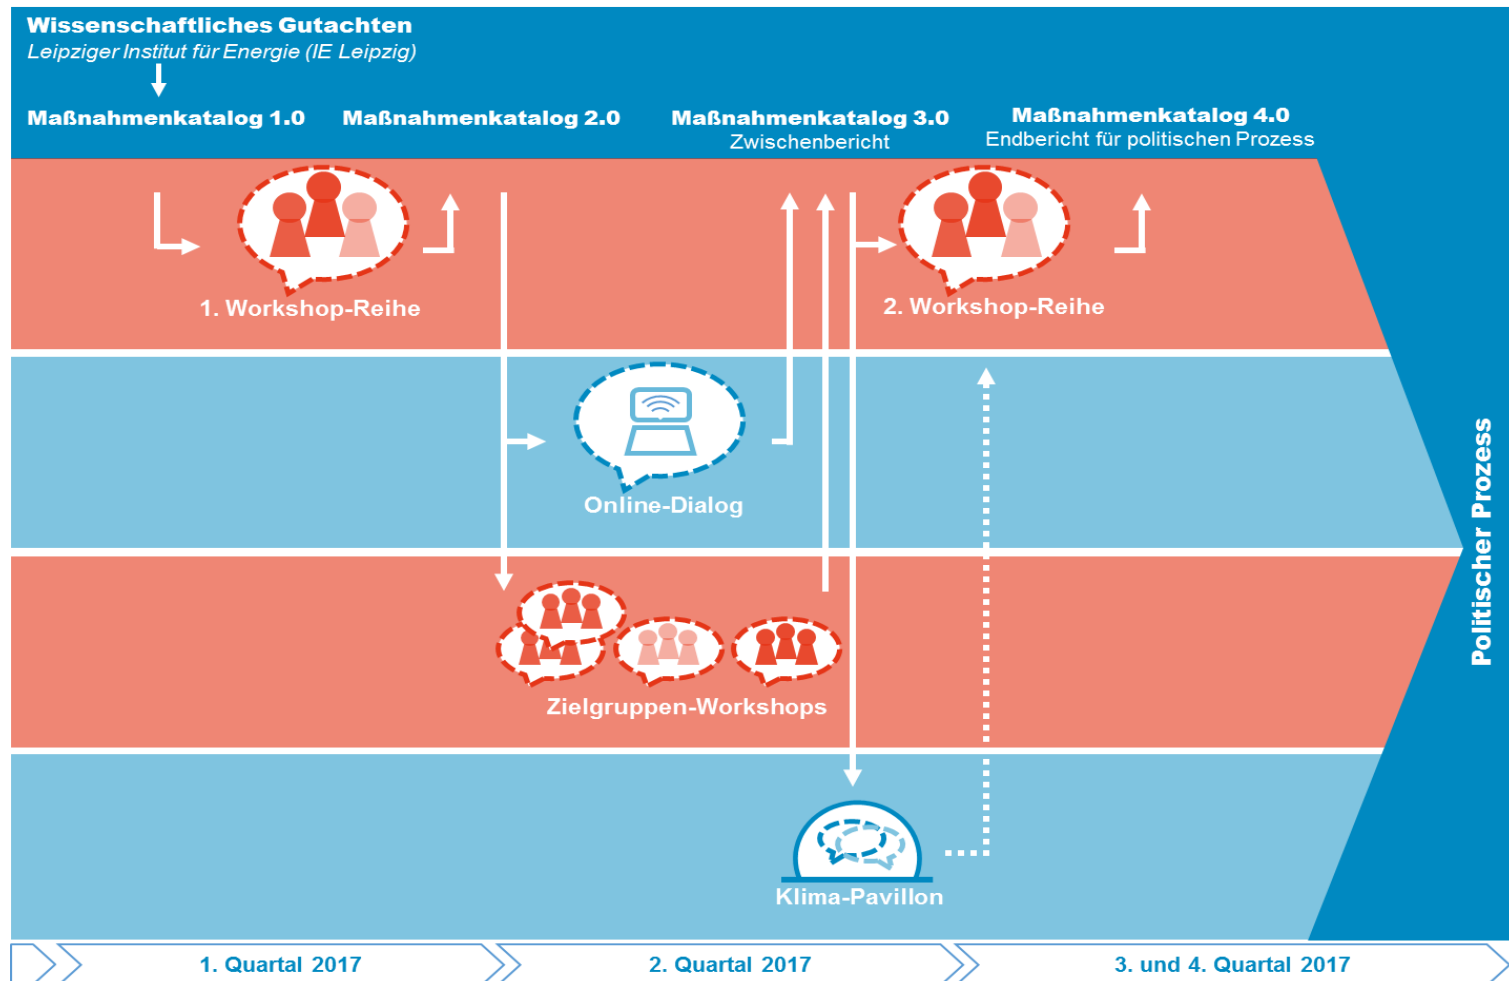 Wissenschaftliches Gutachten
Leipziger Institut für Energie (IE Leipzig)
Maßnahmenkatalog 1.0
Maßnahmenkatalog 2.0
Maßnahmenkatalog 3.0
Zwischenbericht
Maßnahmenkatalog 4.0
Endbericht für politischen Prozess
1. Workshop-Reihe
2. Workshop-Reihe
Online-Dialog
Zielgruppen-Workshops
Klima-Pavillon
Politischer Prozess
1. Quartal 2017
2. Quartal 2017
3. und 4. Quartal 2017